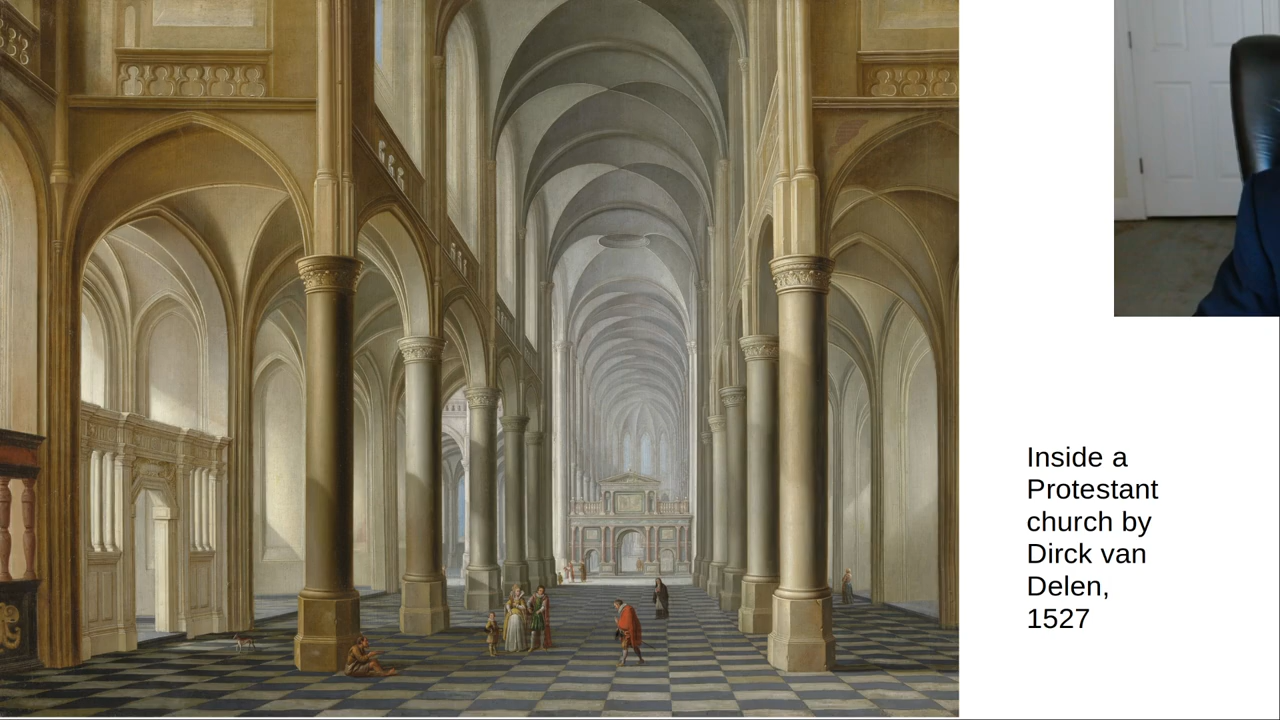 Inside a
Protestant
church by
Dirck van
Delen,
1527